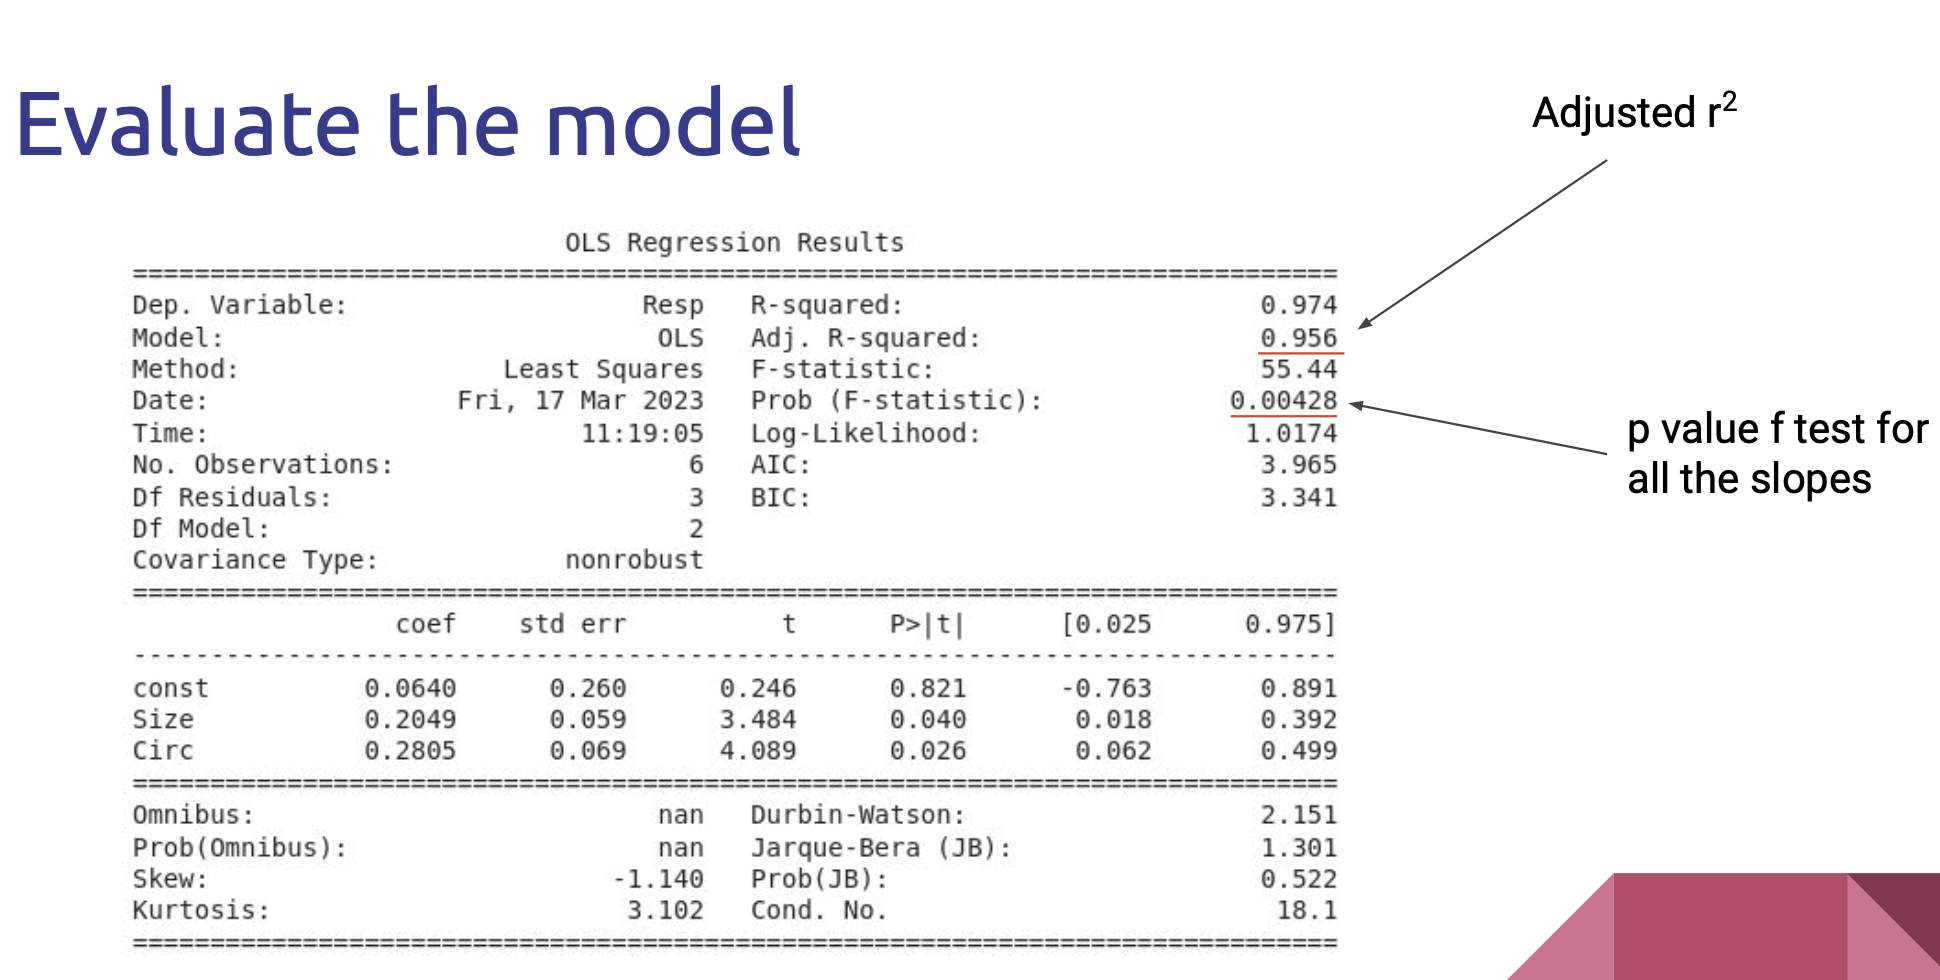 Evaluate the model
Adjusted r²
OLS Regression Results
==============================================================================
Dep. Variable:                   Resp   R-squared:                       0.974
Model:                            OLS   Adj. R-squared:                  0.956
Method:                 Least Squares   F-statistic:                     55.44
Date:                Fri, 17 Mar 2023   Prob (F-statistic):            0.00428
Time:                        11:19:05   Log-Likelihood:                 1.0174
No. Observations:                   6   AIC:                             3.965
Df Residuals:                       3   BIC:                             3.341
Df Model:                           2
Covariance Type:            nonrobust
==============================================================================
                 coef    std err          t      P>|t|      [0.025      0.975]
------------------------------------------------------------------------------
const          0.0640      0.260      0.246      0.821      -0.763       0.891
Size           0.2049      0.059      3.484      0.040       0.018       0.392
Circ           0.2805      0.069      4.089      0.026       0.062       0.499
==============================================================================
Omnibus:                          nan   Durbin-Watson:                   2.151
Prob(Omnibus):                    nan   Jarque-Bera (JB):                1.301
Skew:                          -1.140   Prob(JB):                        0.522
Kurtosis:                       3.102   Cond. No.                         18.1
==============================================================================
p value f test for
all the slopes